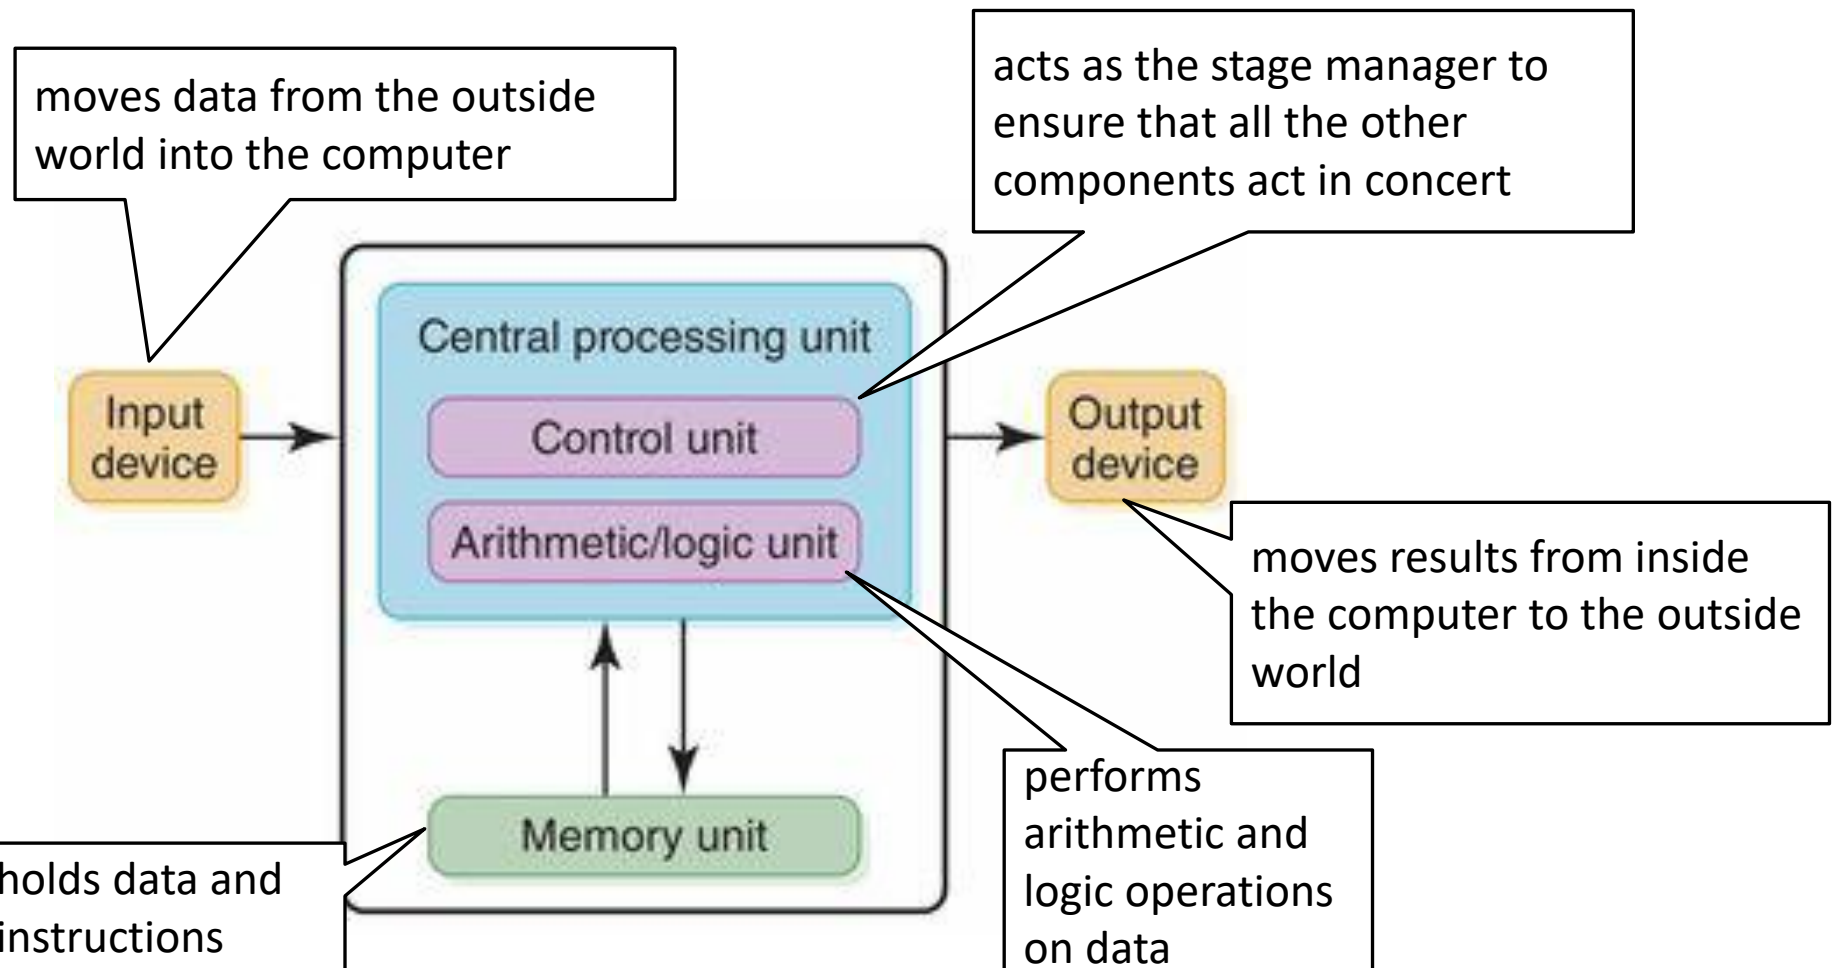 moves data from the outside
world into the computer
acts as the stage manager to
ensure that all the other
components act in concert
Central processing unit
Input
device
Control unit
Output
device
Arithmetic/logic unit
moves results from inside
the computer to the outside
world
Memory unit
performs
arithmetic and
logic operations
on data
holds data and
instructions